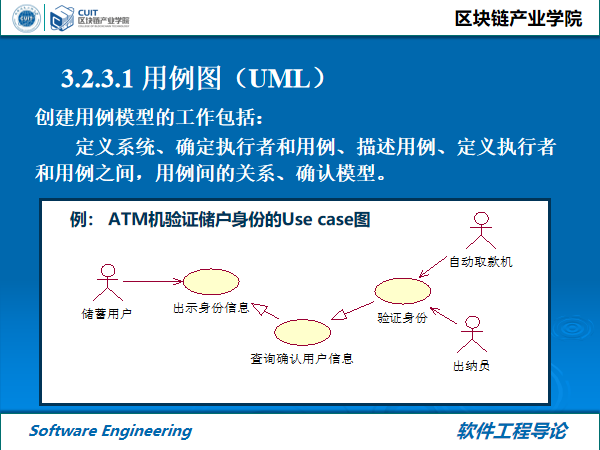 CUIT
区块链产业学院
区块链产业学院
3.2.3.1 用例图（UML）
创建用例模型的工作包括：
定义系统、确定执行者和用例、描述用例、定义执行者
和用例之间，用例间的关系、确认模型。
例： ATM机验证储户身份的Use case图
自动取款机
储蓄用户
出示身份信息
验证身份
查询确认用户信息
出纳员
Software Engineering
软件工程导论